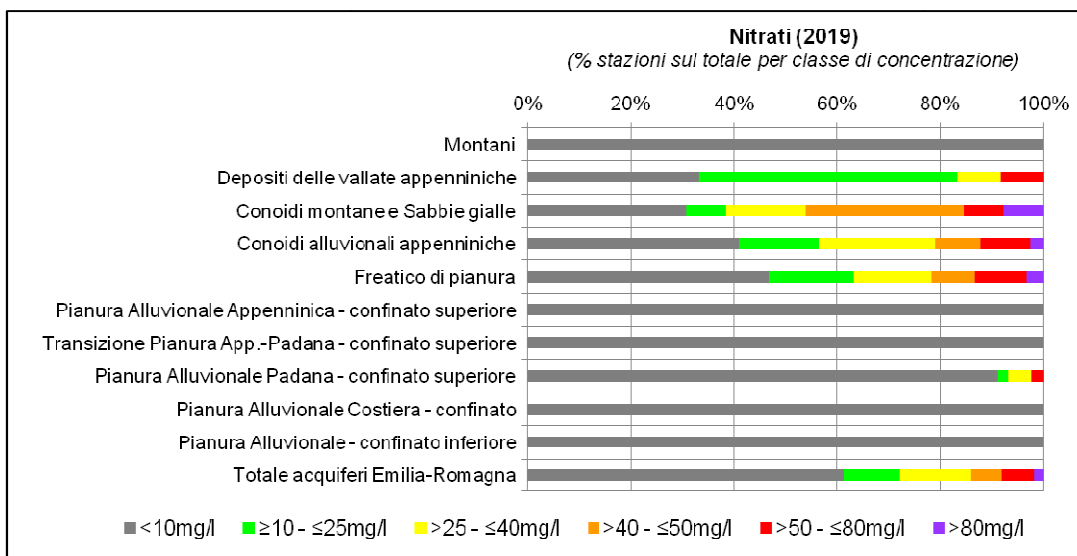 Nitrati (2019)
(% stazioni sul totale per classe di concentrazione)
0% 20% 40% 60% 80% 100%
Montani
Depositi delle vallate appenniniche
Conoidi montane e Sabbie gialle
Conoidi alluvionali appenniniche
Freatico di pianura
Pianura Alluvionale Appenninica - confinato superiore
Transizione Pianura App.-Padana - confinato superiore
Pianura Alluvionale Padana - confinato superiore
Pianura Alluvionale Costiera - confinato
Pianura Alluvionale - confinato inferiore
Totale acquiferi Emilia-Romagna
<10mg/l ≥10 - ≤25mg/l >25 - ≤40mg/l >40 - ≤50mg/l >50 - ≤80mg/l >80mg/l